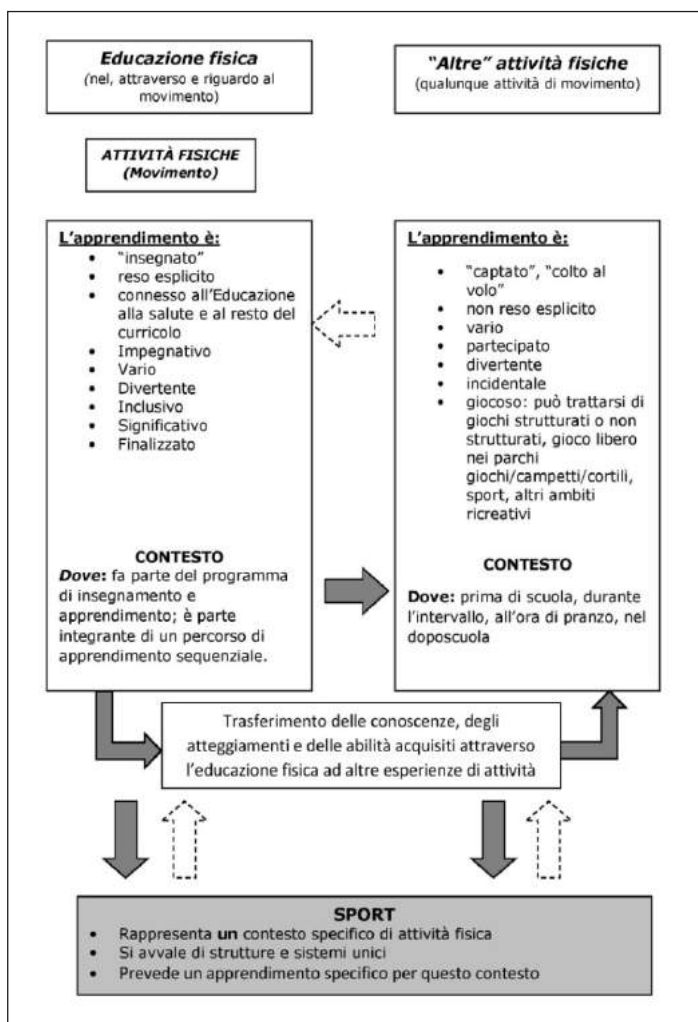 Educazione fisica
(nel, attraverso e riguardo al
movimento)
"Altre" attività fisiche
(qualunque attività di movimento)
ATTIVITÀ FISICHE
(Movimento)
L'apprendimento è:
• "insegnato"
• reso esplicito
• connesso all'Educazione
alla salute e al resto del
curricolo
• Impegnativo
• Vario
• Divertente
• Inclusivo
• Significativo
• Finalizzato
CONTESTO
Dove: fa parte del programma
di insegnamento e
apprendimento; è parte
integrante di un percorso di
apprendimento sequenziale.
L'apprendimento è:
• "captato", "colto al
volo"
• non reso esplicito
• vario
• partecipato
• divertente
• incidentale
• giocoso: può trattarsi di
giochi strutturati o non
strutturati, gioco libero
nei parchi
giochi/campetti/cortili,
sport, altri ambiti
ricreativi
CONTESTO
Dove: prima di scuola, durante
l'intervallo, all'ora di pranzo, nel
doposcuola
Trasferimento delle conoscenze, degli
atteggiamenti e delle abilità acquisiti attraverso
l'educazione fisica ad altre esperienze di attività
SPORT
• Rappresenta un contesto specifico di attività fisica
• Si avvale di strutture e sistemi unici
• Prevede un apprendimento specifico per questo contesto